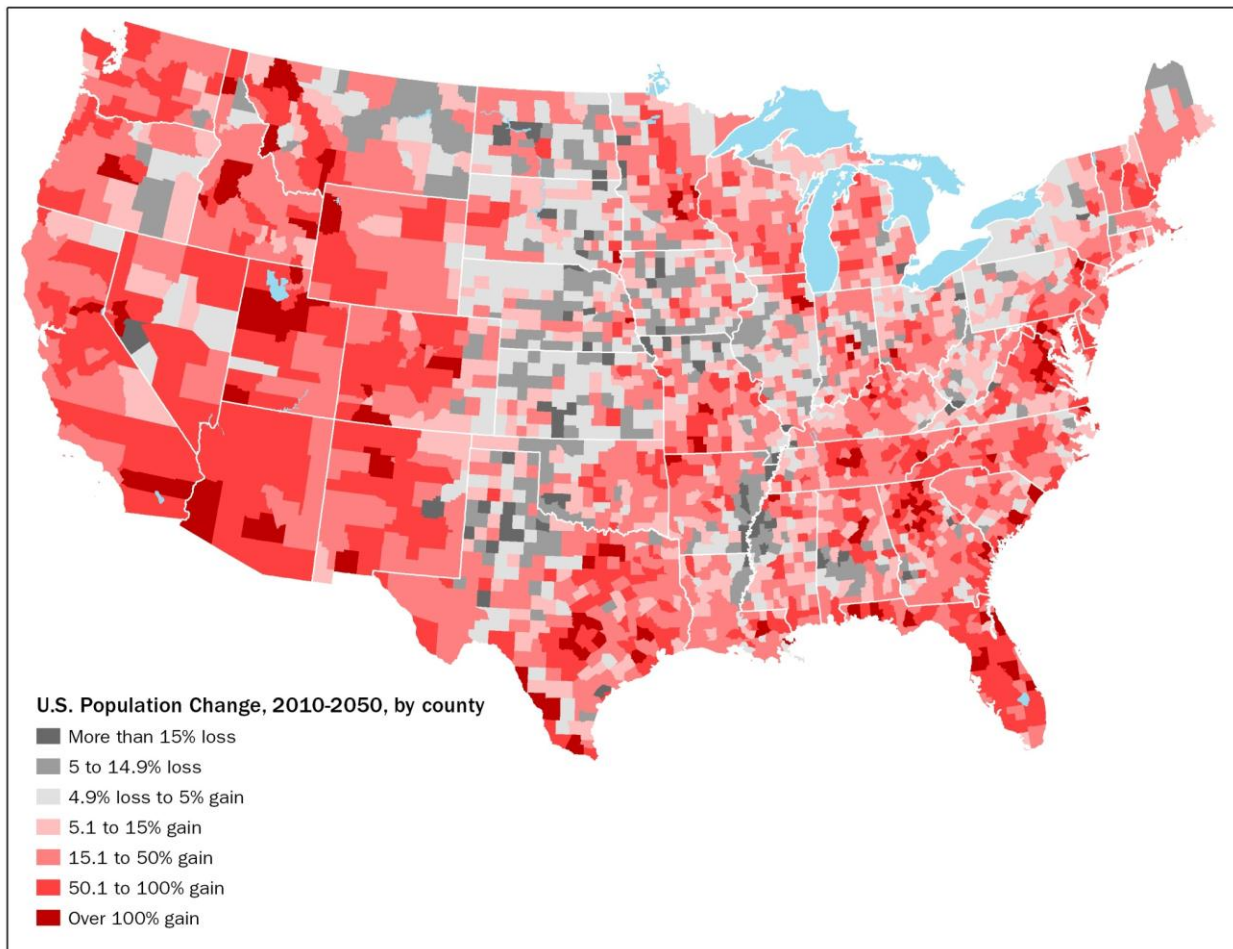 U.S. Population Change, 2010-2050, by county
More than 15% loss
5 to 14.9% loss
4.9% loss to 5% gain
5.1 to 15% gain
15.1 to 50% gain
50.1 to 100% gain
Over 100% gain